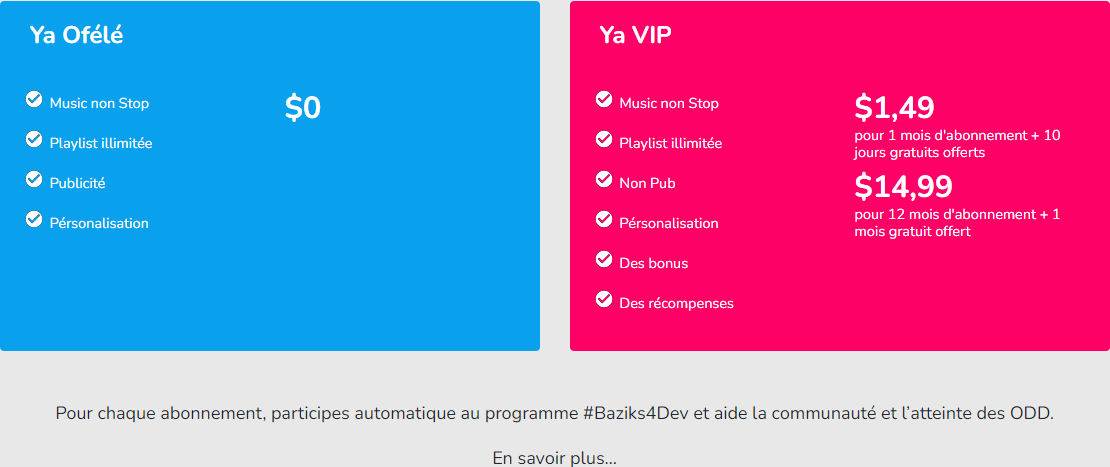 Ya Ofélé
Music non Stop
$0
Playlist illimitée
Publicité
Pérsonalisation
Ya VIP
Music non Stop
Playlist illimitée
Non Pub
Pérsonalisation
Des bonus
Des récompenses
$1,49
pour 1 mois d'abonnement + 10
jours gratuits offerts
$14,99
pour 12 mois d'abonnement + 1
mois gratuit offert
Pour chaque abonnement, participes automatique au programme #Baziks4Dev et aide la communauté et l’atteinte des ODD.
En savoir plus...